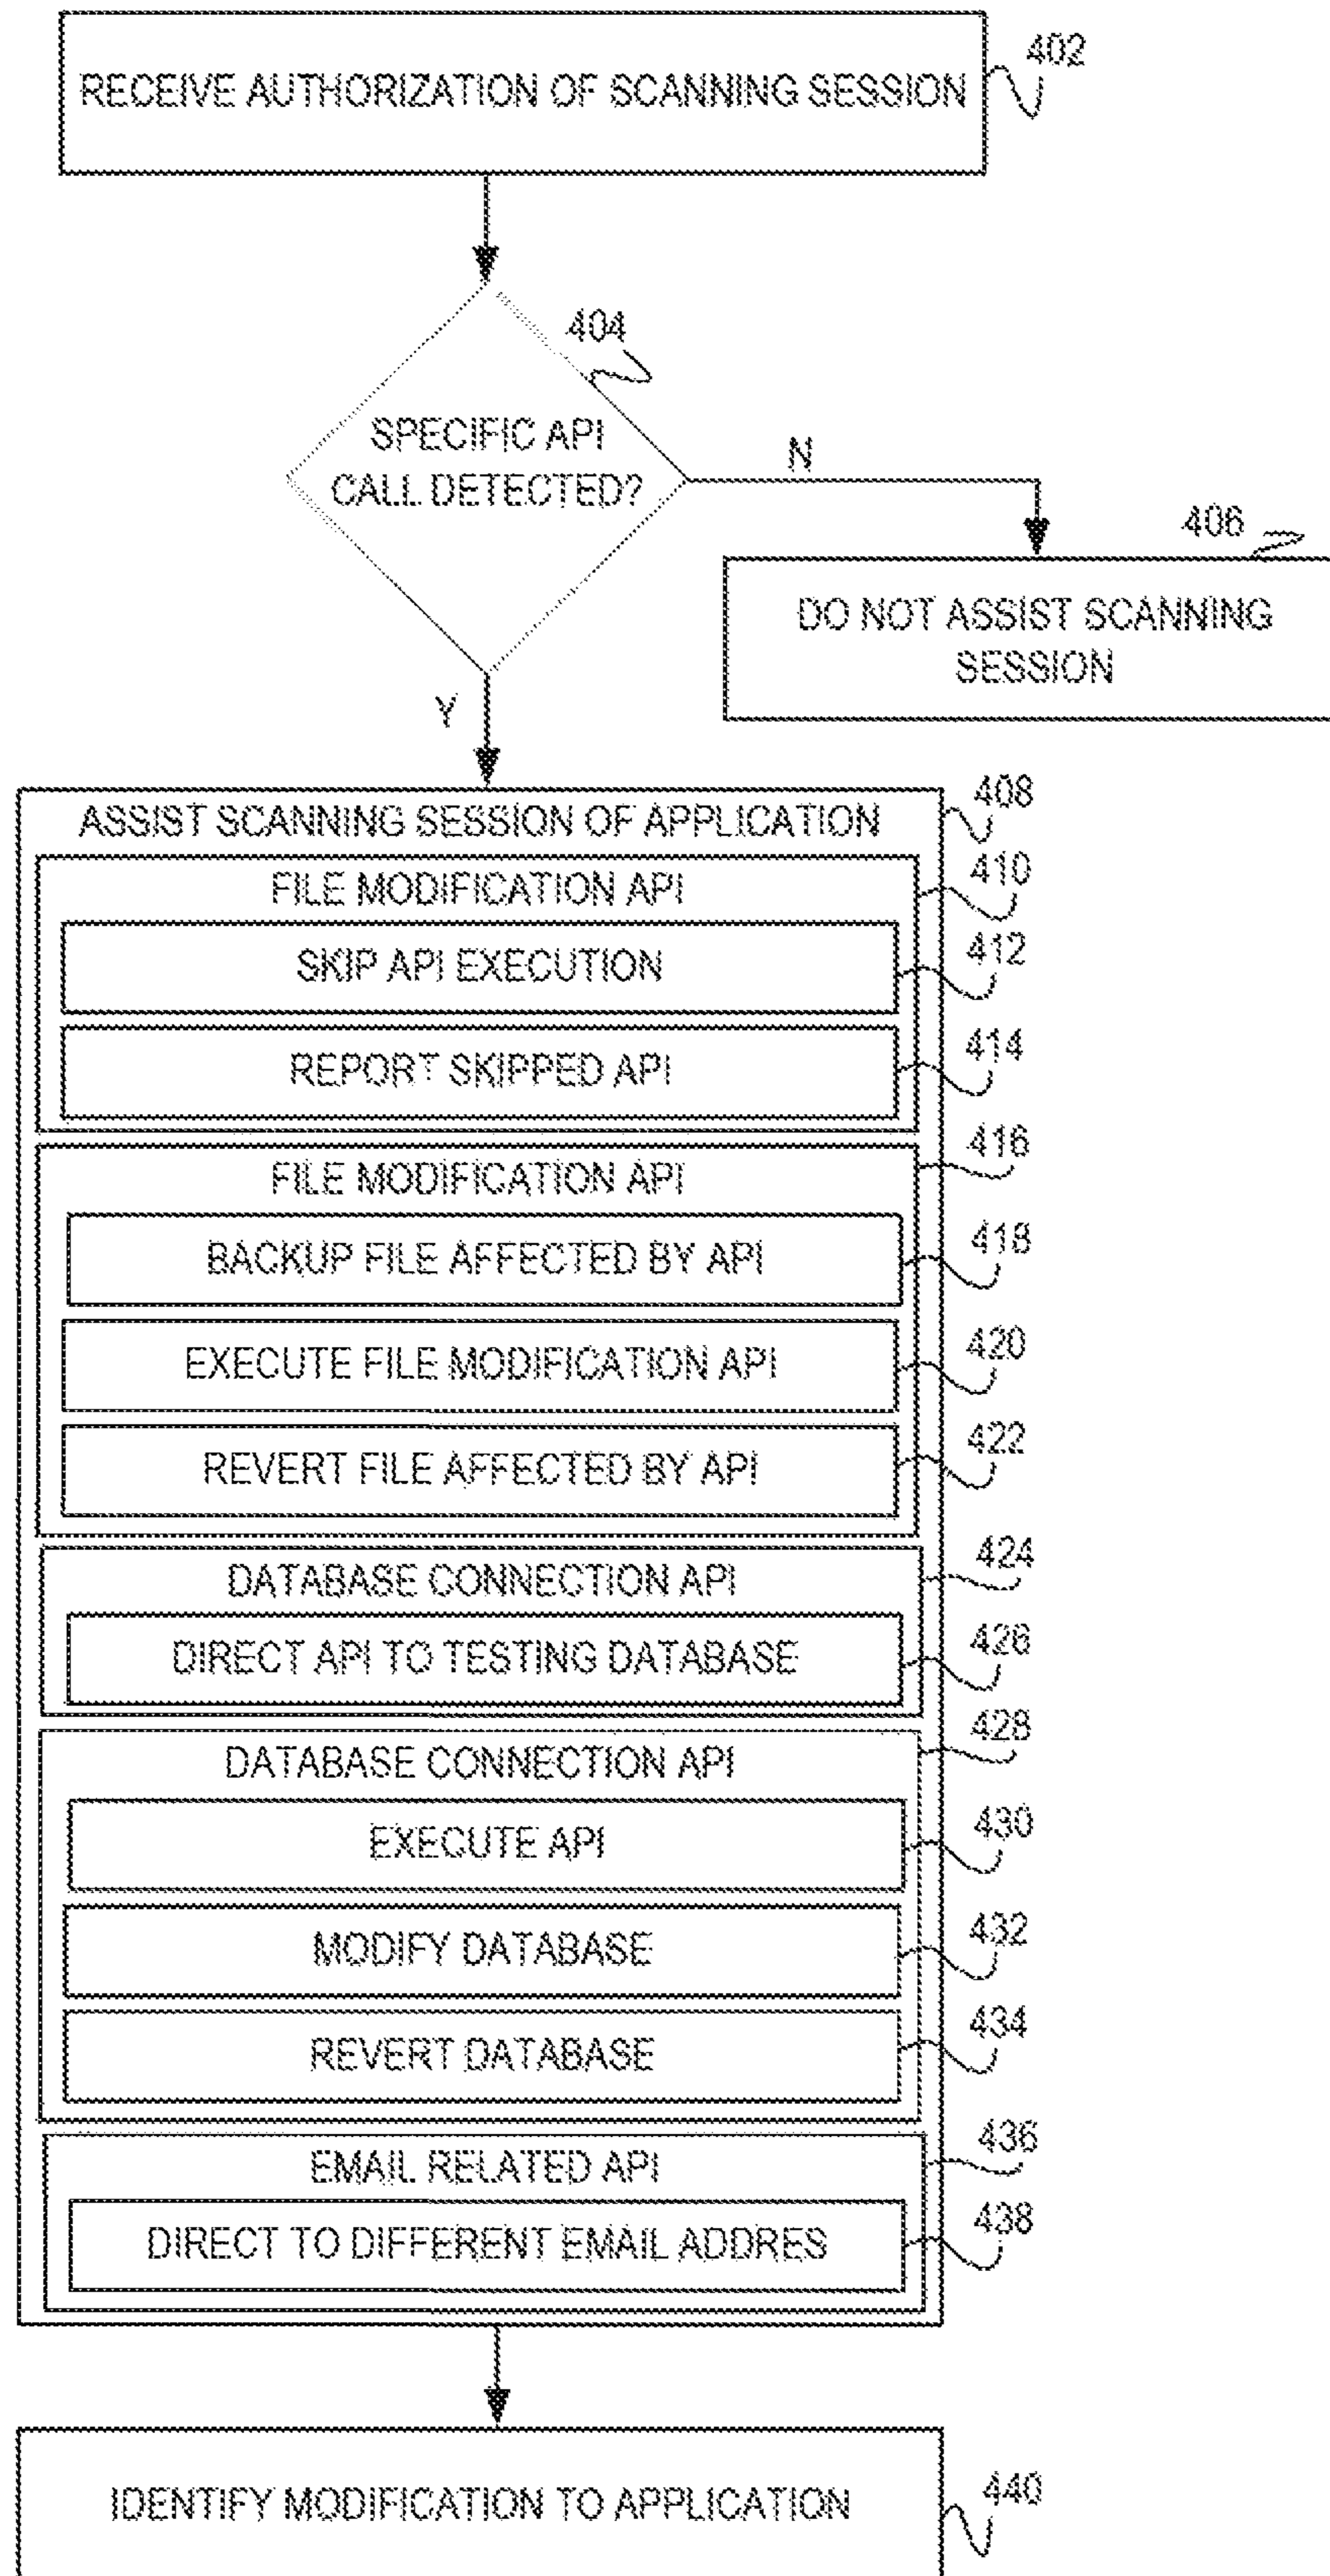 RECEIVE AUTHORIZATION OF SCANNING SESSION
402
404
SPECIFIC API
CALL DETECTED?
N
406
DO NOT ASSIST SCANNING
SESSION
Y
ASSIST SCANNING SESSION OF APPLICATION
408
FILE MODIFICATION API
410
SKIP API EXECUTION
412
REPORT SKIPPED API
414
FILE MODIFICATION API
416
BACKUP FILE AFFECTED BY API
418
EXECUTE FILE MODIFICATION API
420
REVERT FILE AFFECTED BY API
422
DATABASE CONNECTION API
424
DIRECT API TO TESTING DATABASE
426
DATABASE CONNECTION API
428
EXECUTE API
430
MODIFY DATABASE
432
REVERT DATABASE
434
EMAIL RELATED API
436
DIRECT TO DIFFERENT EMAIL ADDRES
438
IDENTIFY MODIFICATION TO APPLICATION
440